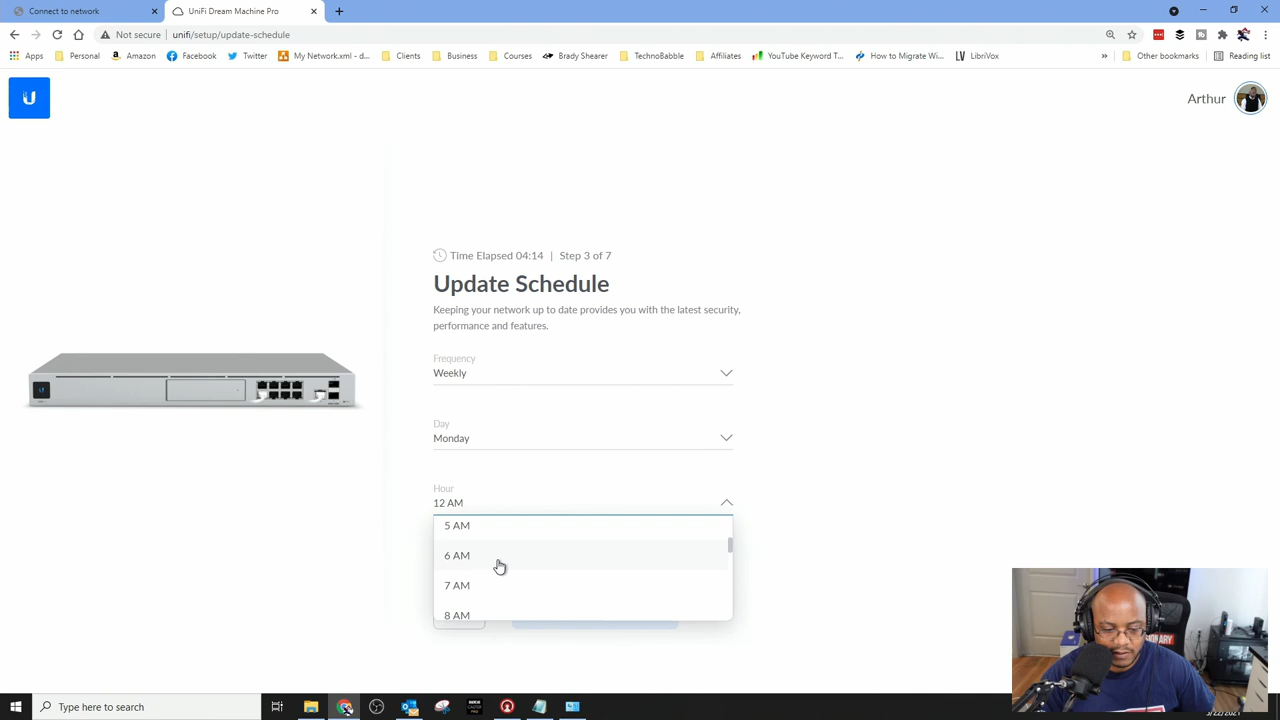 Connect to network
UniFi Dream Machine Pro
Not secure | unifi/setup/update-schedule
Apps
Personal
Amazon
Facebook
Twitter
My Network.xml - d...
Clients
Business
Courses
Brady Shearer
TechnoBabble
Affiliates
YouTube Keyword T...
How to Migrate Wi...
LV LibriVox
»
Other bookmarks
Reading list
U
Arthur
Time Elapsed 04:14 | Step 3 of 7
Update Schedule
Keeping your network up to date provides you with the latest security,
performance and features.
Frequency
Weekly
Day
Monday
Hour
12 AM
5 AM
6 AM
7 AM
8 AM
Type here to search